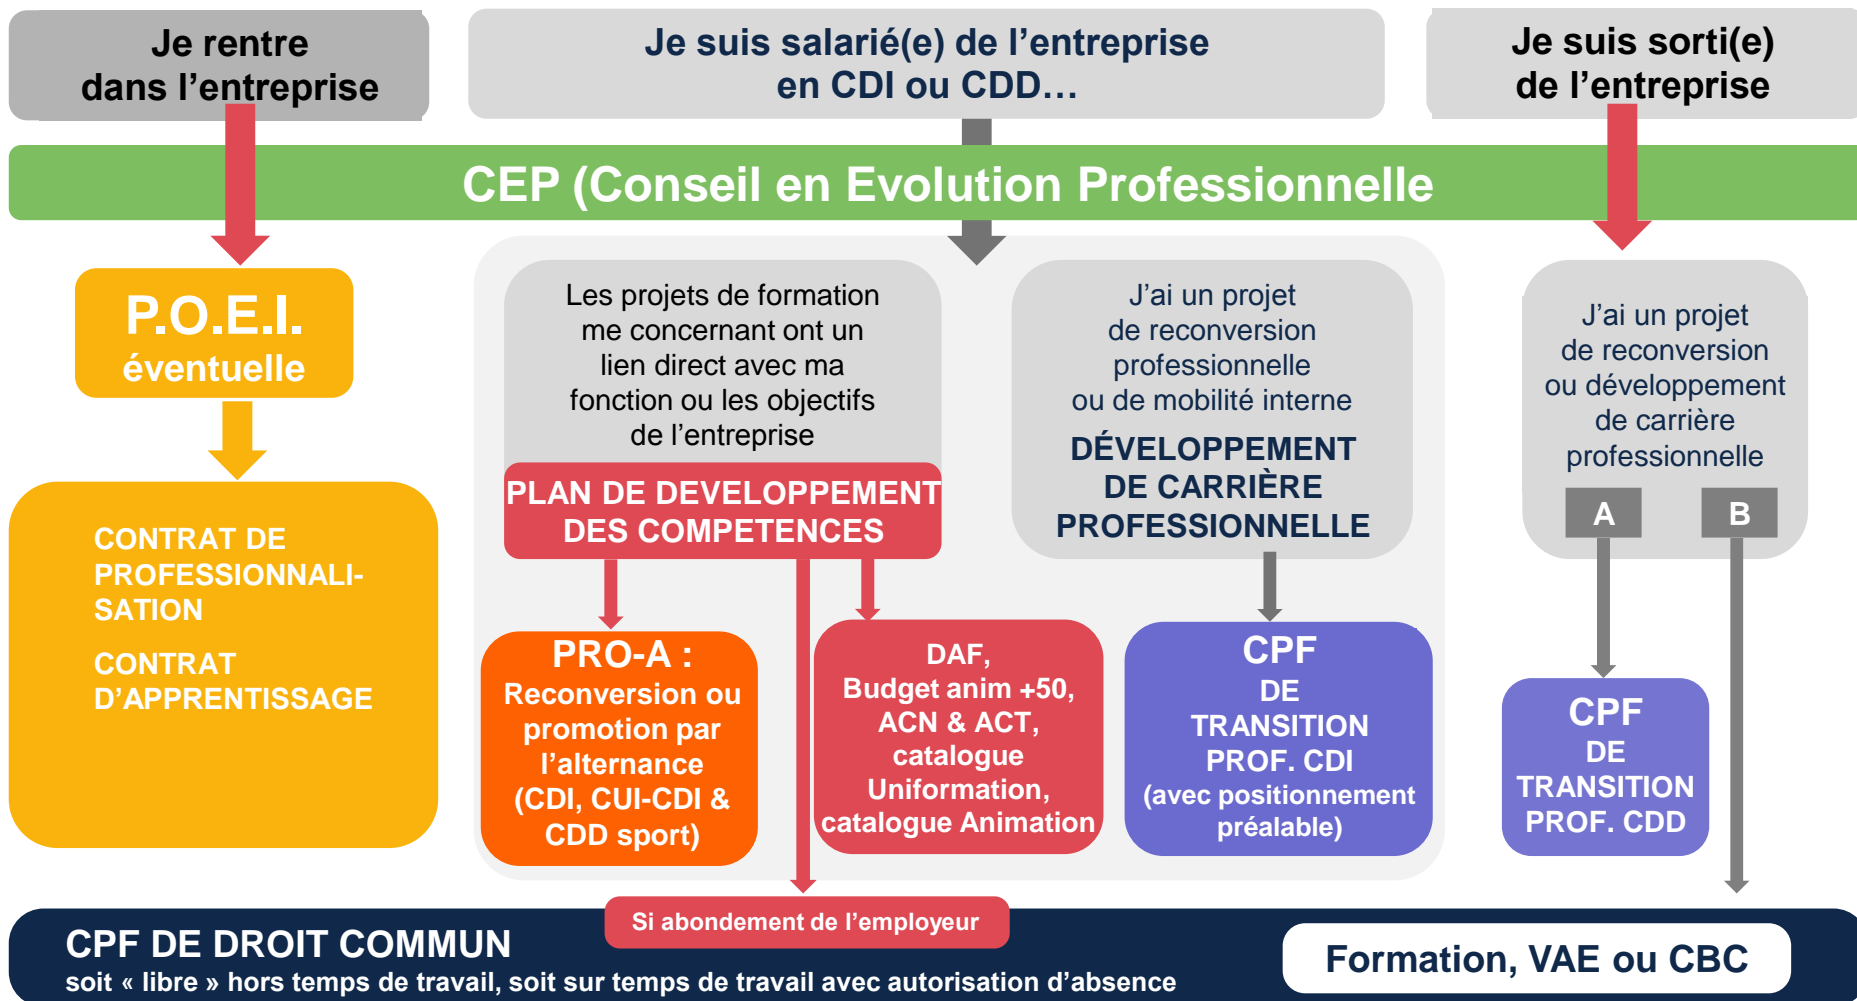 Je rentre
dans l’entreprise
Je suis salarié(e) de l’entreprise
en CDI ou CDD…
Je suis sorti(e)
de l’entreprise
CEP (Conseil en Evolution Professionnelle
P.O.E.I.
éventuelle
CONTRAT DE
PROFESSIONNALI-
SATION
CONTRAT
D’APPRENTISSAGE
Les projets de formation
me concernant ont un
lien direct avec ma
fonction ou les objectifs
de l’entreprise
PLAN DE DEVELOPPEMENT
DES COMPETENCES
PRO-A :
Reconversion ou
promotion par
l’alternance
(CDI, CUI-CDI &
CDD sport)
DAF,
Budget anim +50,
ACN & ACT,
catalogue
Uniformation,
catalogue Animation
J’ai un projet
de reconversion
professionnelle
ou de mobilité interne
DÉVELOPPEMENT
DE CARRIÈRE
PROFESSIONNELLE
CPF
DE
TRANSITION
PROF. CDI
(avec positionnement
préalable)
J’ai un projet
de reconversion
ou développement
de carrière
professionnelle
A
B
CPF
DE
TRANSITION
PROF. CDD
Si abondement de l’employeur
CPF DE DROIT COMMUN
soit « libre » hors temps de travail, soit sur temps de travail avec autorisation d’absence
Formation, VAE ou CBC